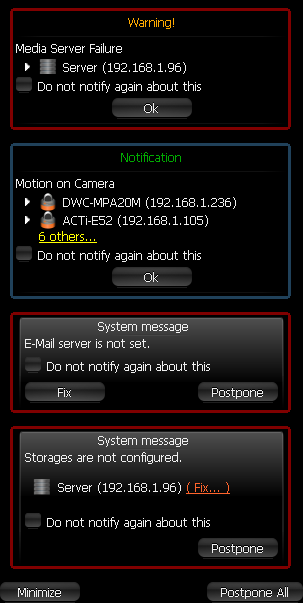 Warning!
Media Server Failure
Server (192.168.1.96)
Do not notify again about this
Ok
Notification
Motion on Camera
DWC-MPA20M (192.168.1.236)
ACTi-E52 (192.168.1.105)
6 others...
Do not notify again about this
Ok
System message
E-Mail server is not set.
Do not notify again about this
Fix Postpone
System message
Storages are not configured.
Server (192.168.1.96) ( Fix... )
Do not notify again about this
Postpone
Minimize Postpone All